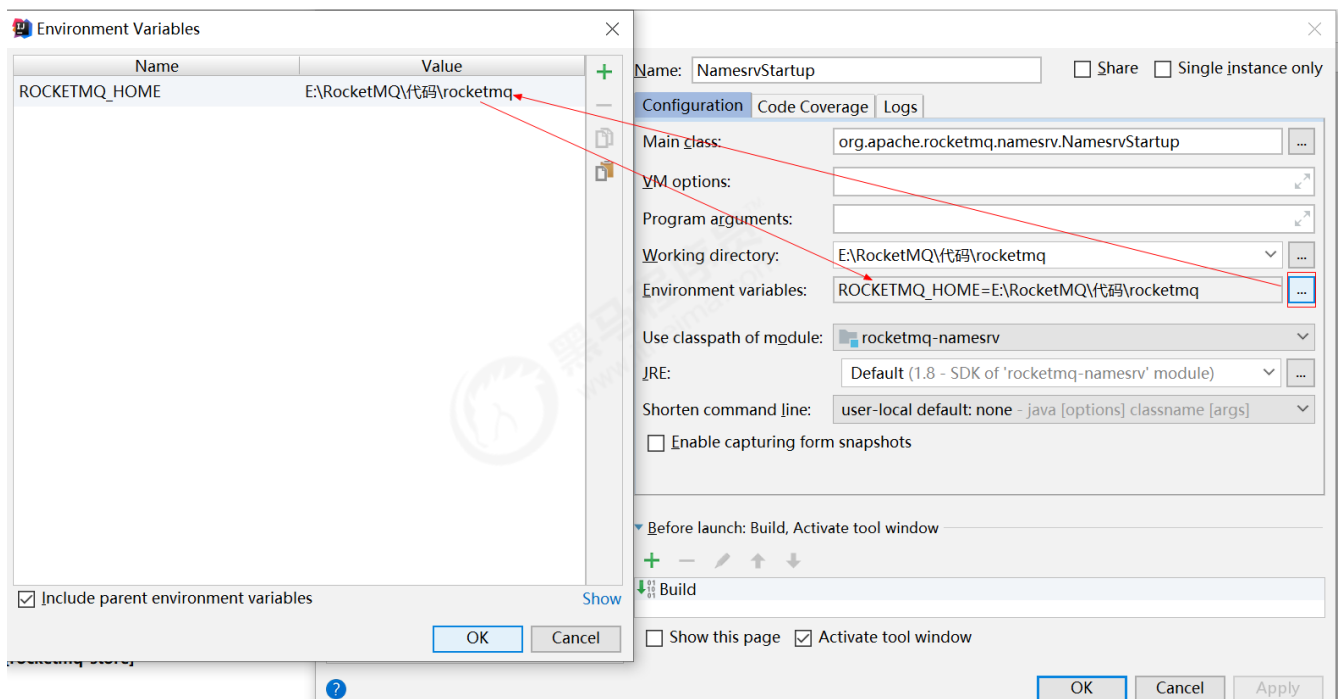 Environment Variables
Name Value
ROCKETMQ_HOME E:\RocketMQ\代码\rocketmq
Include parent environment variables
Show
OK Cancel
Name: NamesrvStartup
Share Single instance only
Configuration Code Coverage Logs
Main class: org.apache.rocketmq.namesrv.NamesrvStartup ...
VM options:
Program arguments:
Working directory: E:\RocketMQ\代码\rocketmq ...
Environment variables: ROCKETMQ_HOME=E:\RocketMQ\代码\rocketmq ...
Use classpath of module: rocketmq-namesrv
JRE: Default (1.8 - SDK of 'rocketmq-namesrv' module) ...
Shorten command line: user-local default: none - java [options] classname [args]
Enable capturing form snapshots
Before launch: Build, Activate tool window
Build
Show this page Activate tool window
? OK Cancel Apply
黑马程序员